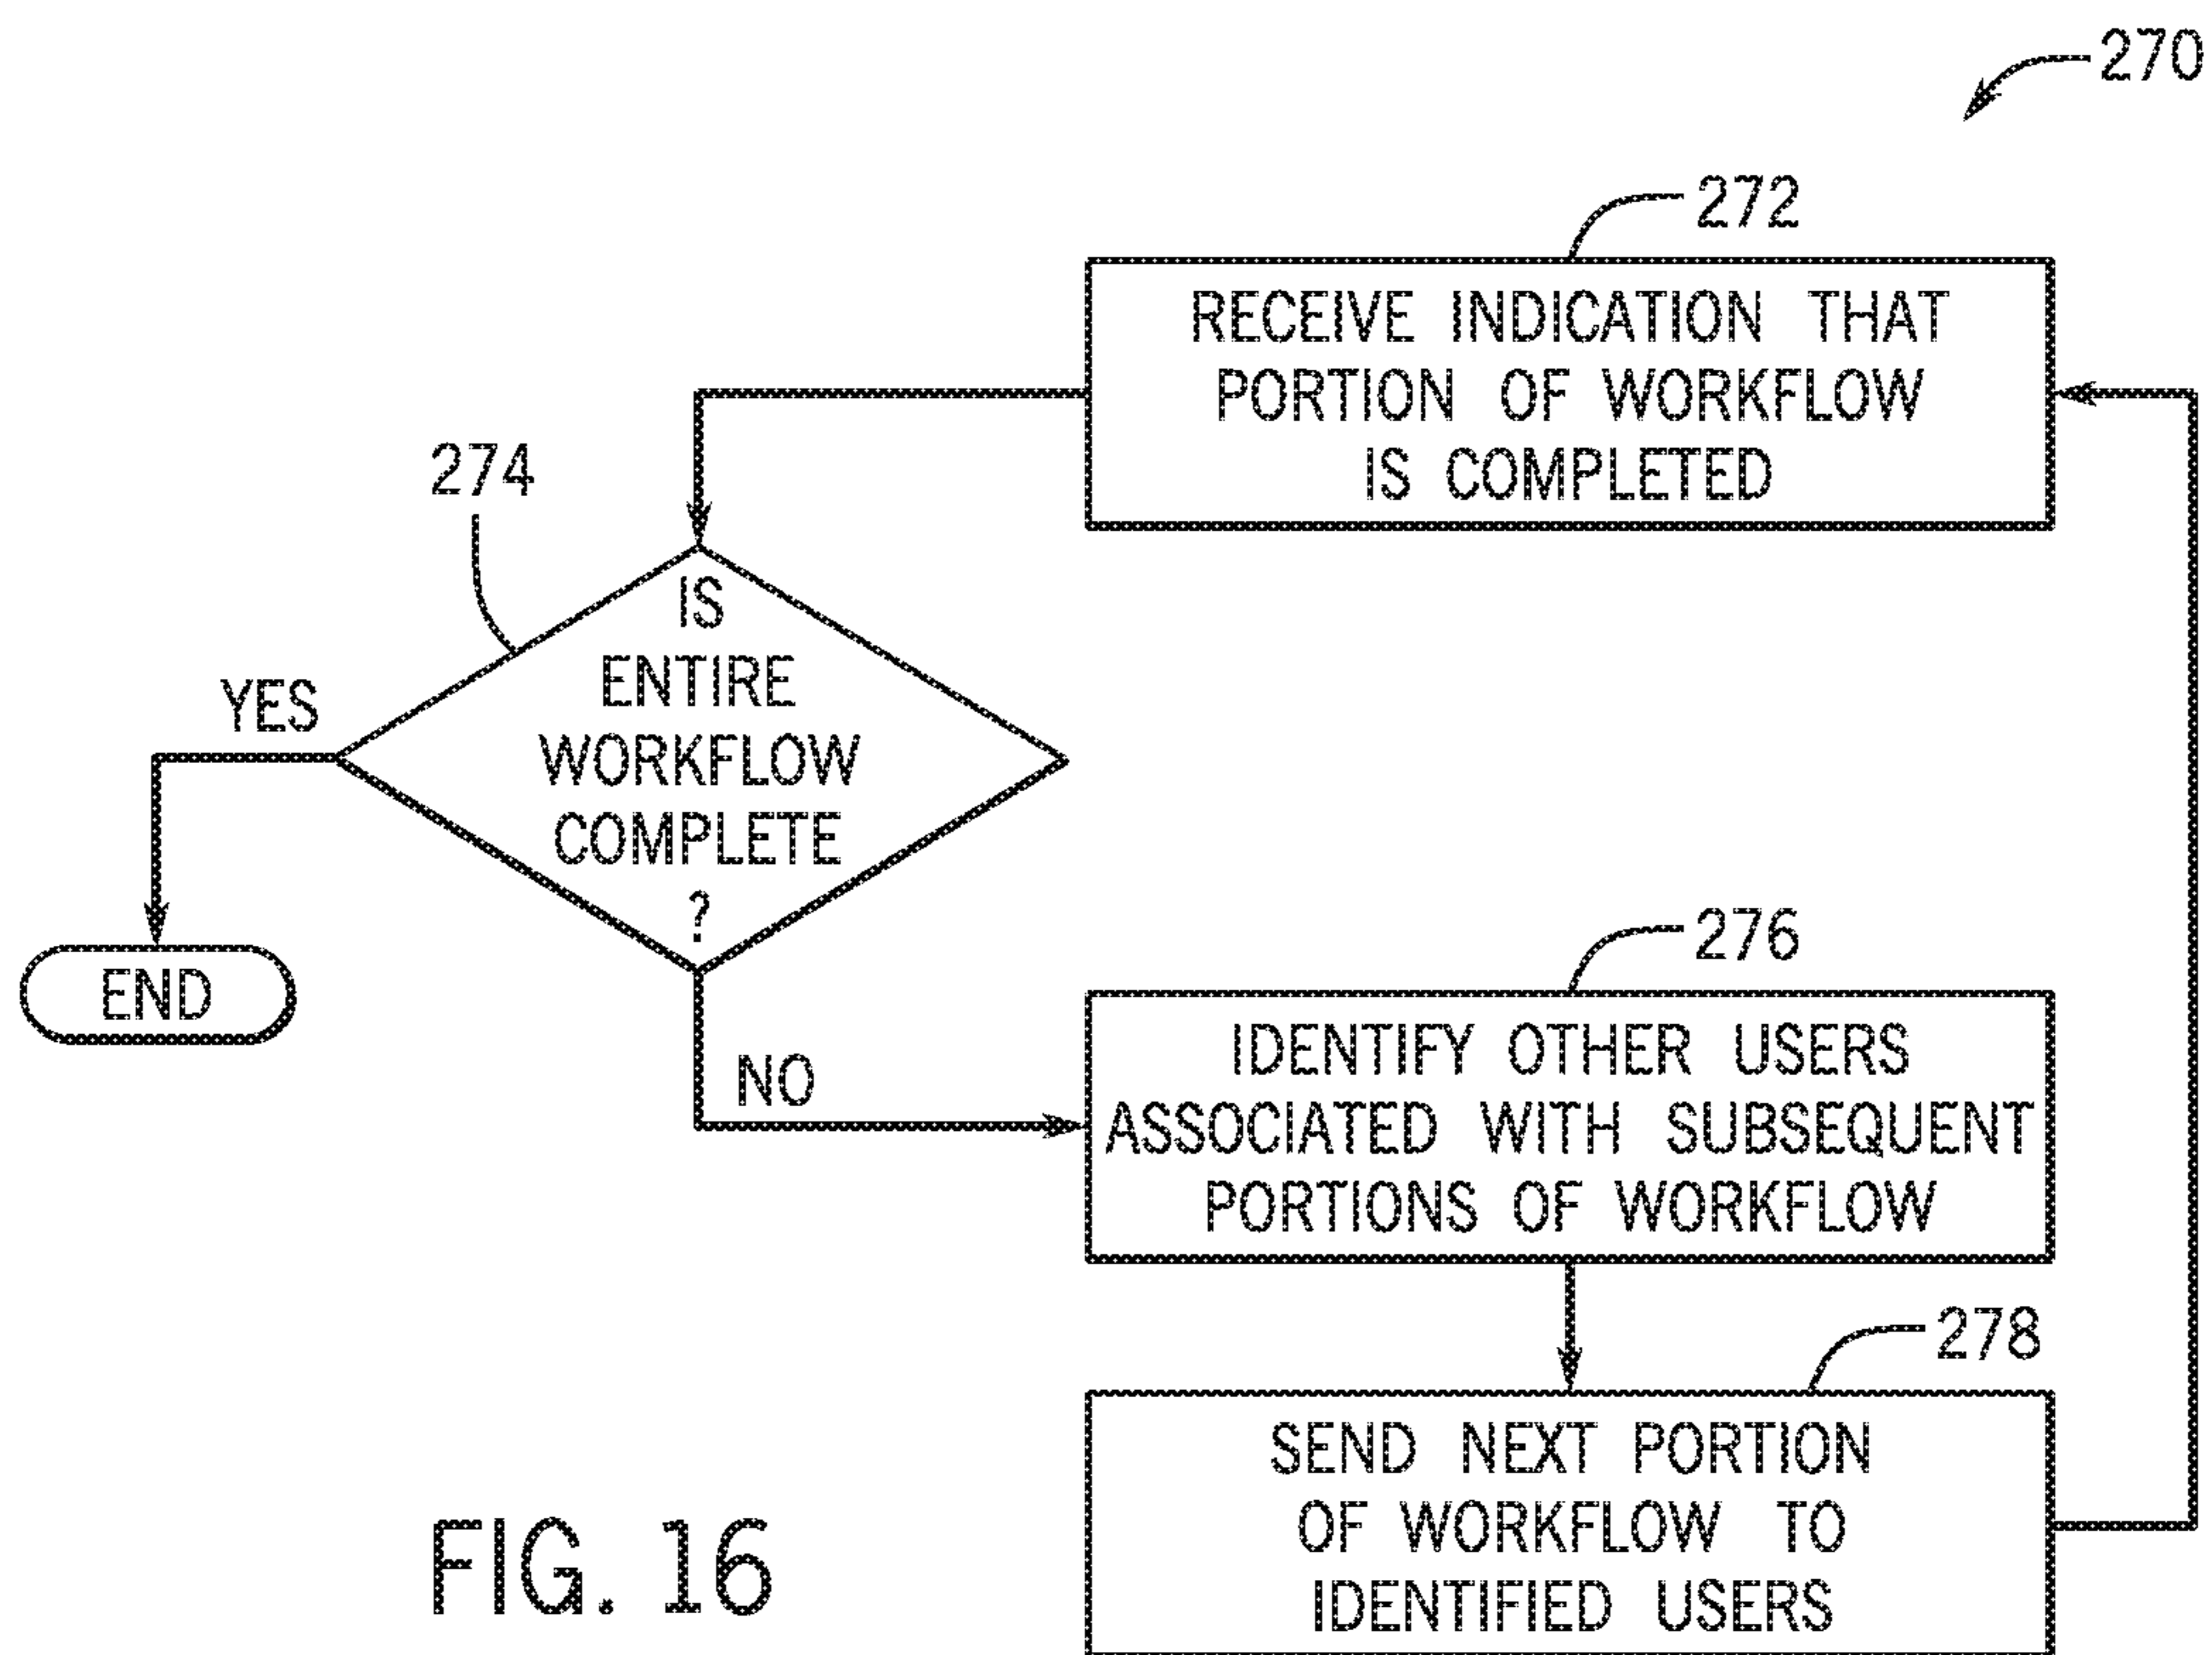 270
272
RECEIVE INDICATION THAT
PORTION OF WORKFLOW
IS COMPLETED
274
IS
ENTIRE
WORKFLOW
COMPLETE
?
YES
END
NO
276
IDENTIFY OTHER USERS
ASSOCIATED WITH SUBSEQUENT
PORTIONS OF WORKFLOW
278
SEND NEXT PORTION
OF WORKFLOW TO
IDENTIFIED USERS
FIG. 16